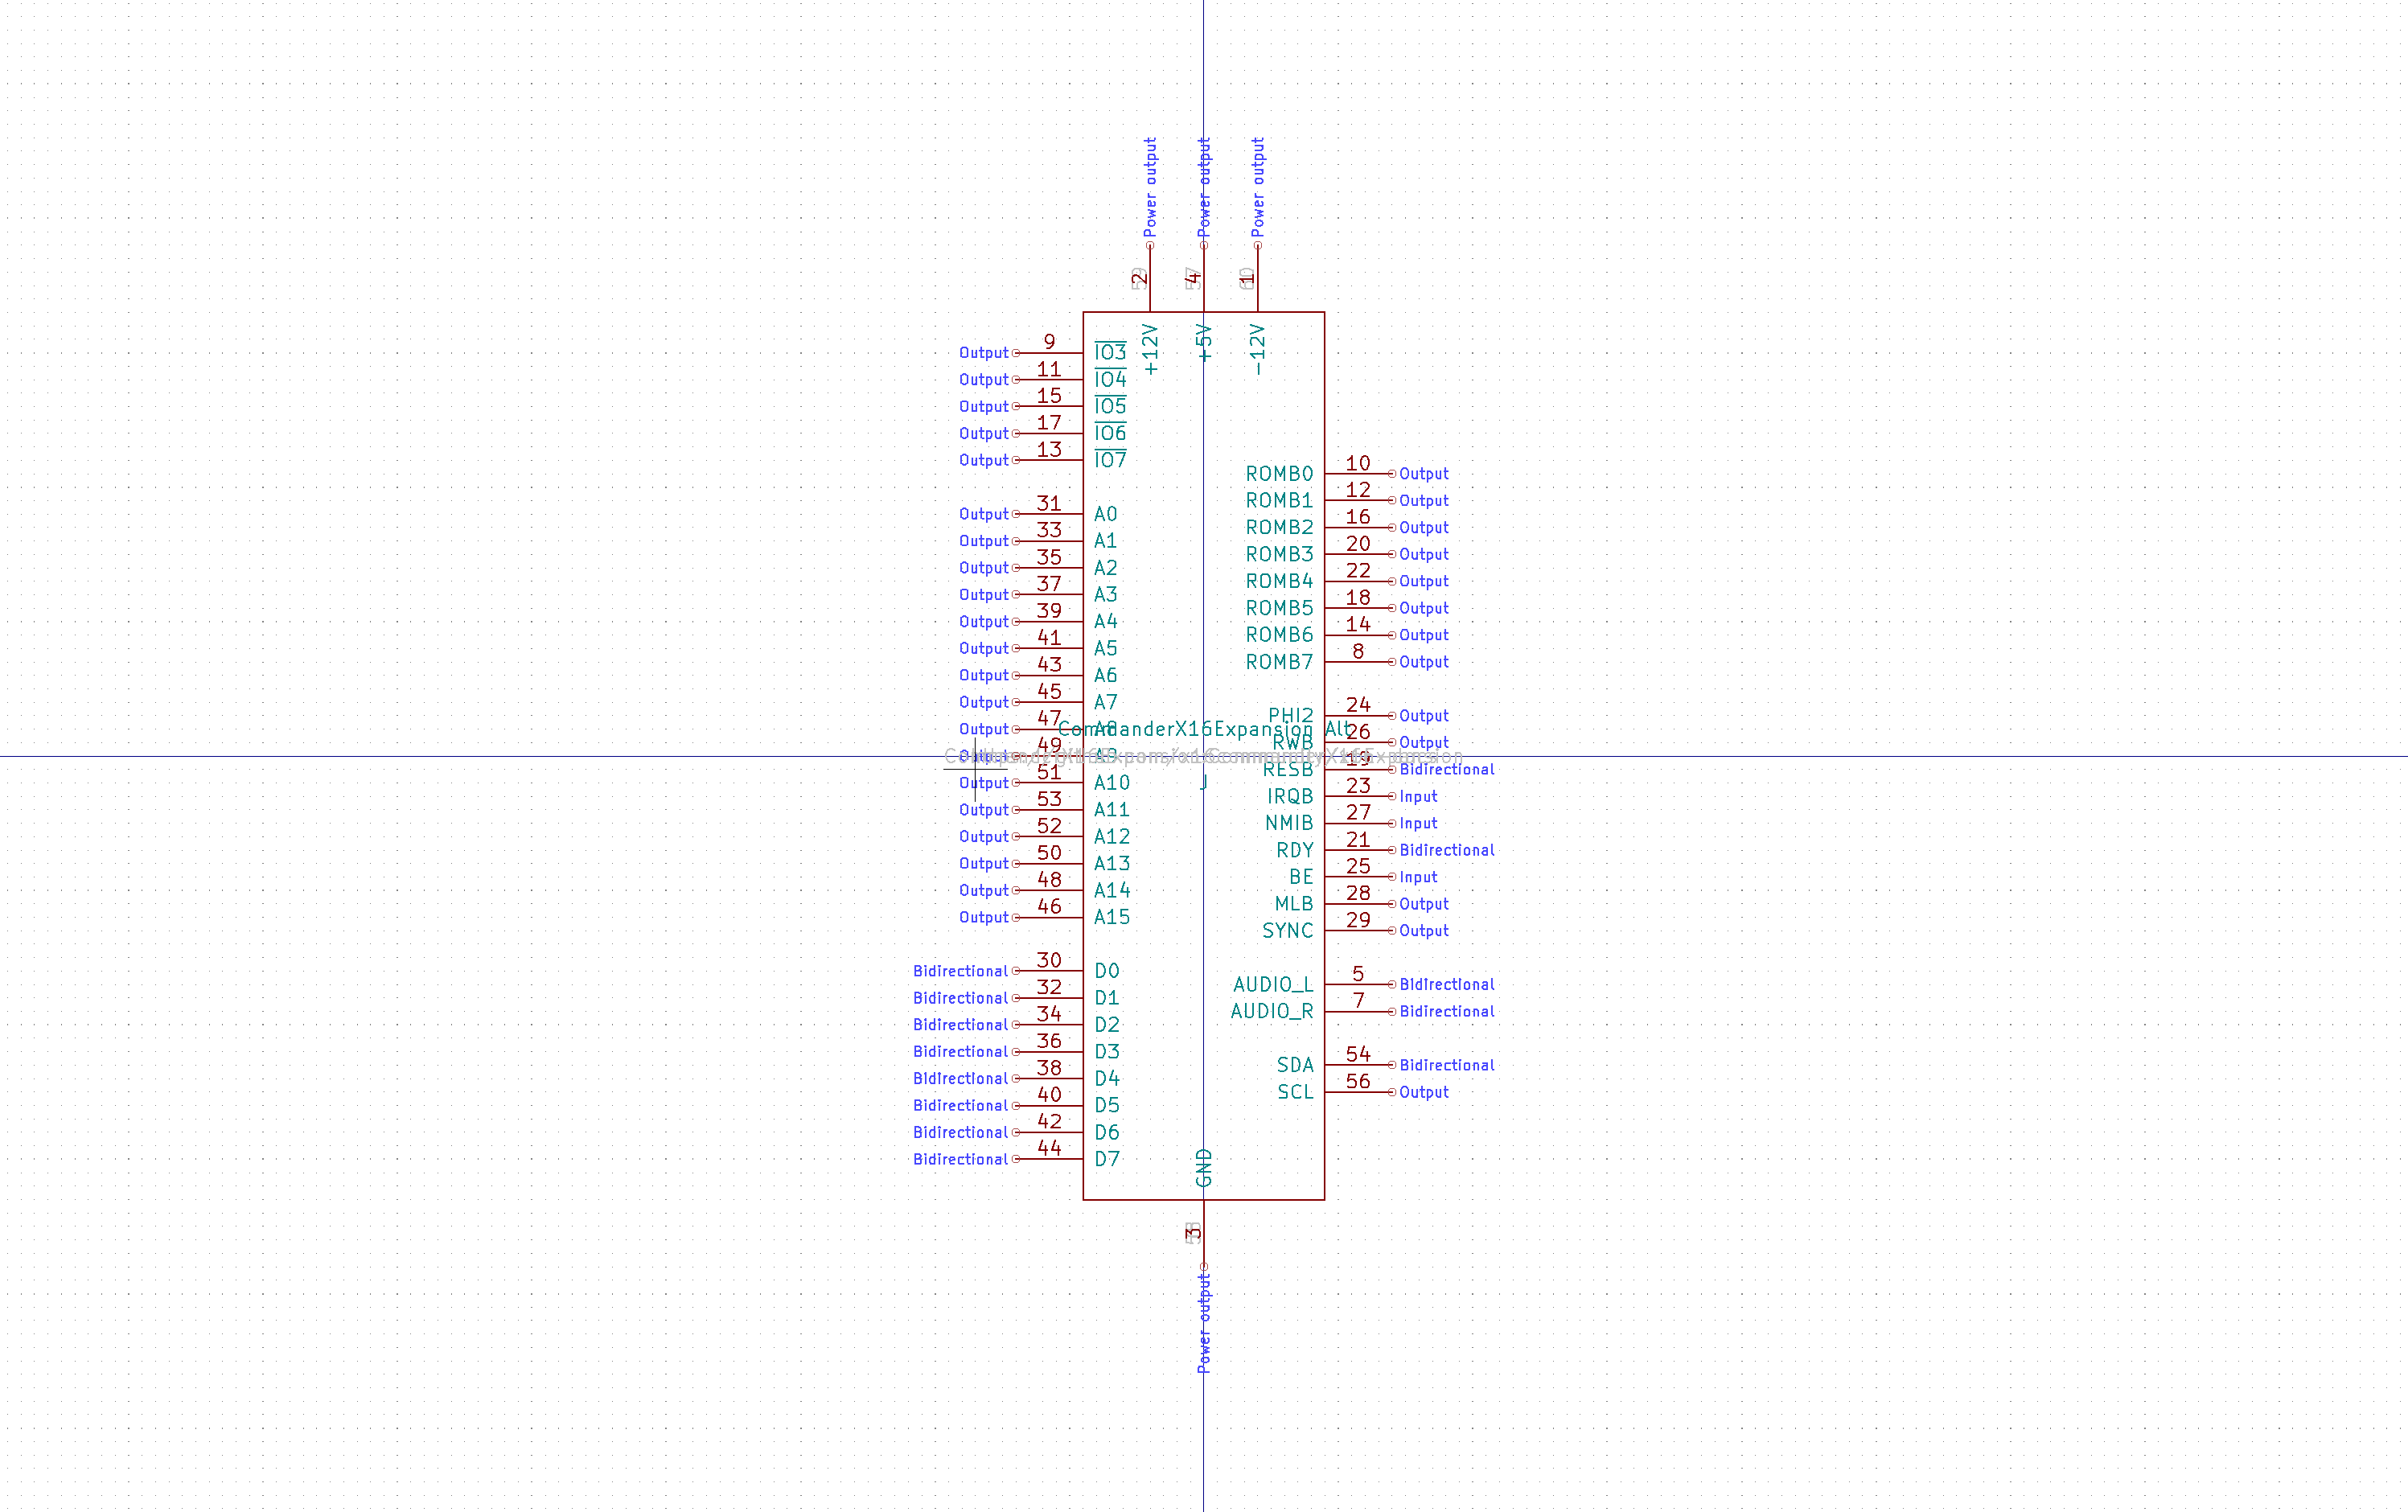 Power output
Power output
Power output
2
4
1
+12V
+5V
-12V
Output 9 IO3
Output 11 IO4
Output 15 IO5
Output 17 IO6
Output 13 IO7
ROMB0 10 Output
ROMB1 12 Output
Output 31 A0
ROMB2 16 Output
Output 33 A1
ROMB3 20 Output
Output 35 A2
ROMB4 22 Output
Output 37 A3
ROMB5 18 Output
Output 39 A4
ROMB6 14 Output
Output 41 A5
ROMB7 8 Output
Output 43 A6
Output 45 A7
PHI2 24 Output
Output 47 A8
CommanderX16Expansion_Alt
RWB 26 Output
Output 49 A9
RESB 19 Bidirectional
Output 51 A10
J
IRQB 23 Input
Output 53 A11
NMIB 27 Input
Output 52 A12
RDY 21 Bidirectional
Output 50 A13
BE 25 Input
Output 48 A14
MLB 28 Output
Output 46 A15
SYNC 29 Output
Bidirectional 30 D0
AUDIO_L 5 Bidirectional
Bidirectional 32 D1
AUDIO_R 7 Bidirectional
Bidirectional 34 D2
Bidirectional 36 D3
SDA 54 Bidirectional
Bidirectional 38 D4
SCL 56 Output
Bidirectional 40 D5
Bidirectional 42 D6
Bidirectional 44 D7
GND
3
Power output